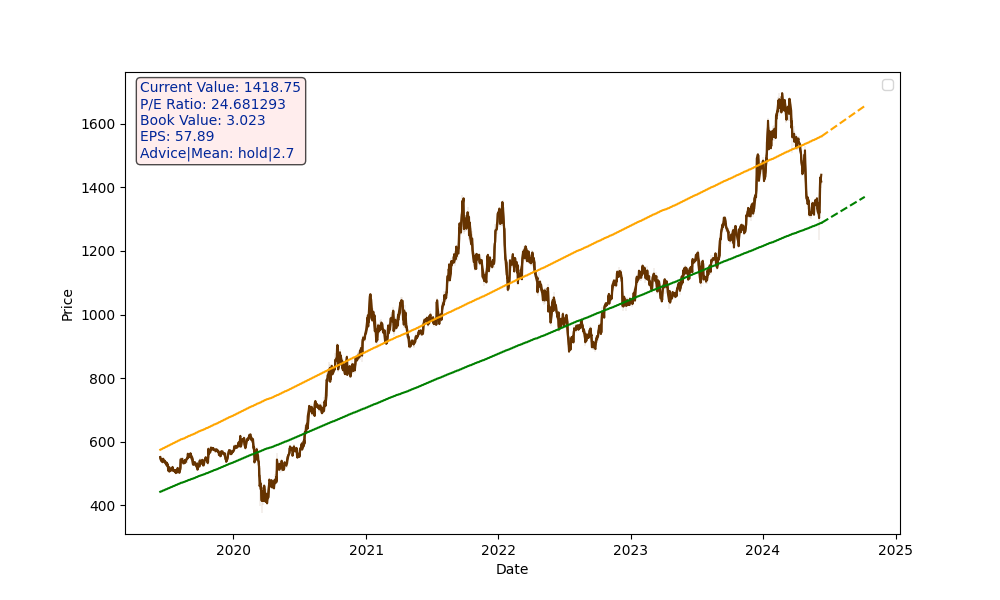 Current Value: 1418.75
P/E Ratio: 24.681293
Book Value: 3.023
EPS: 57.89
Advice|Mean: hold|2.7
1600
1400
1200
1000
800
600
400
Price
2020 2021 2022 2023 2024 2025
Date